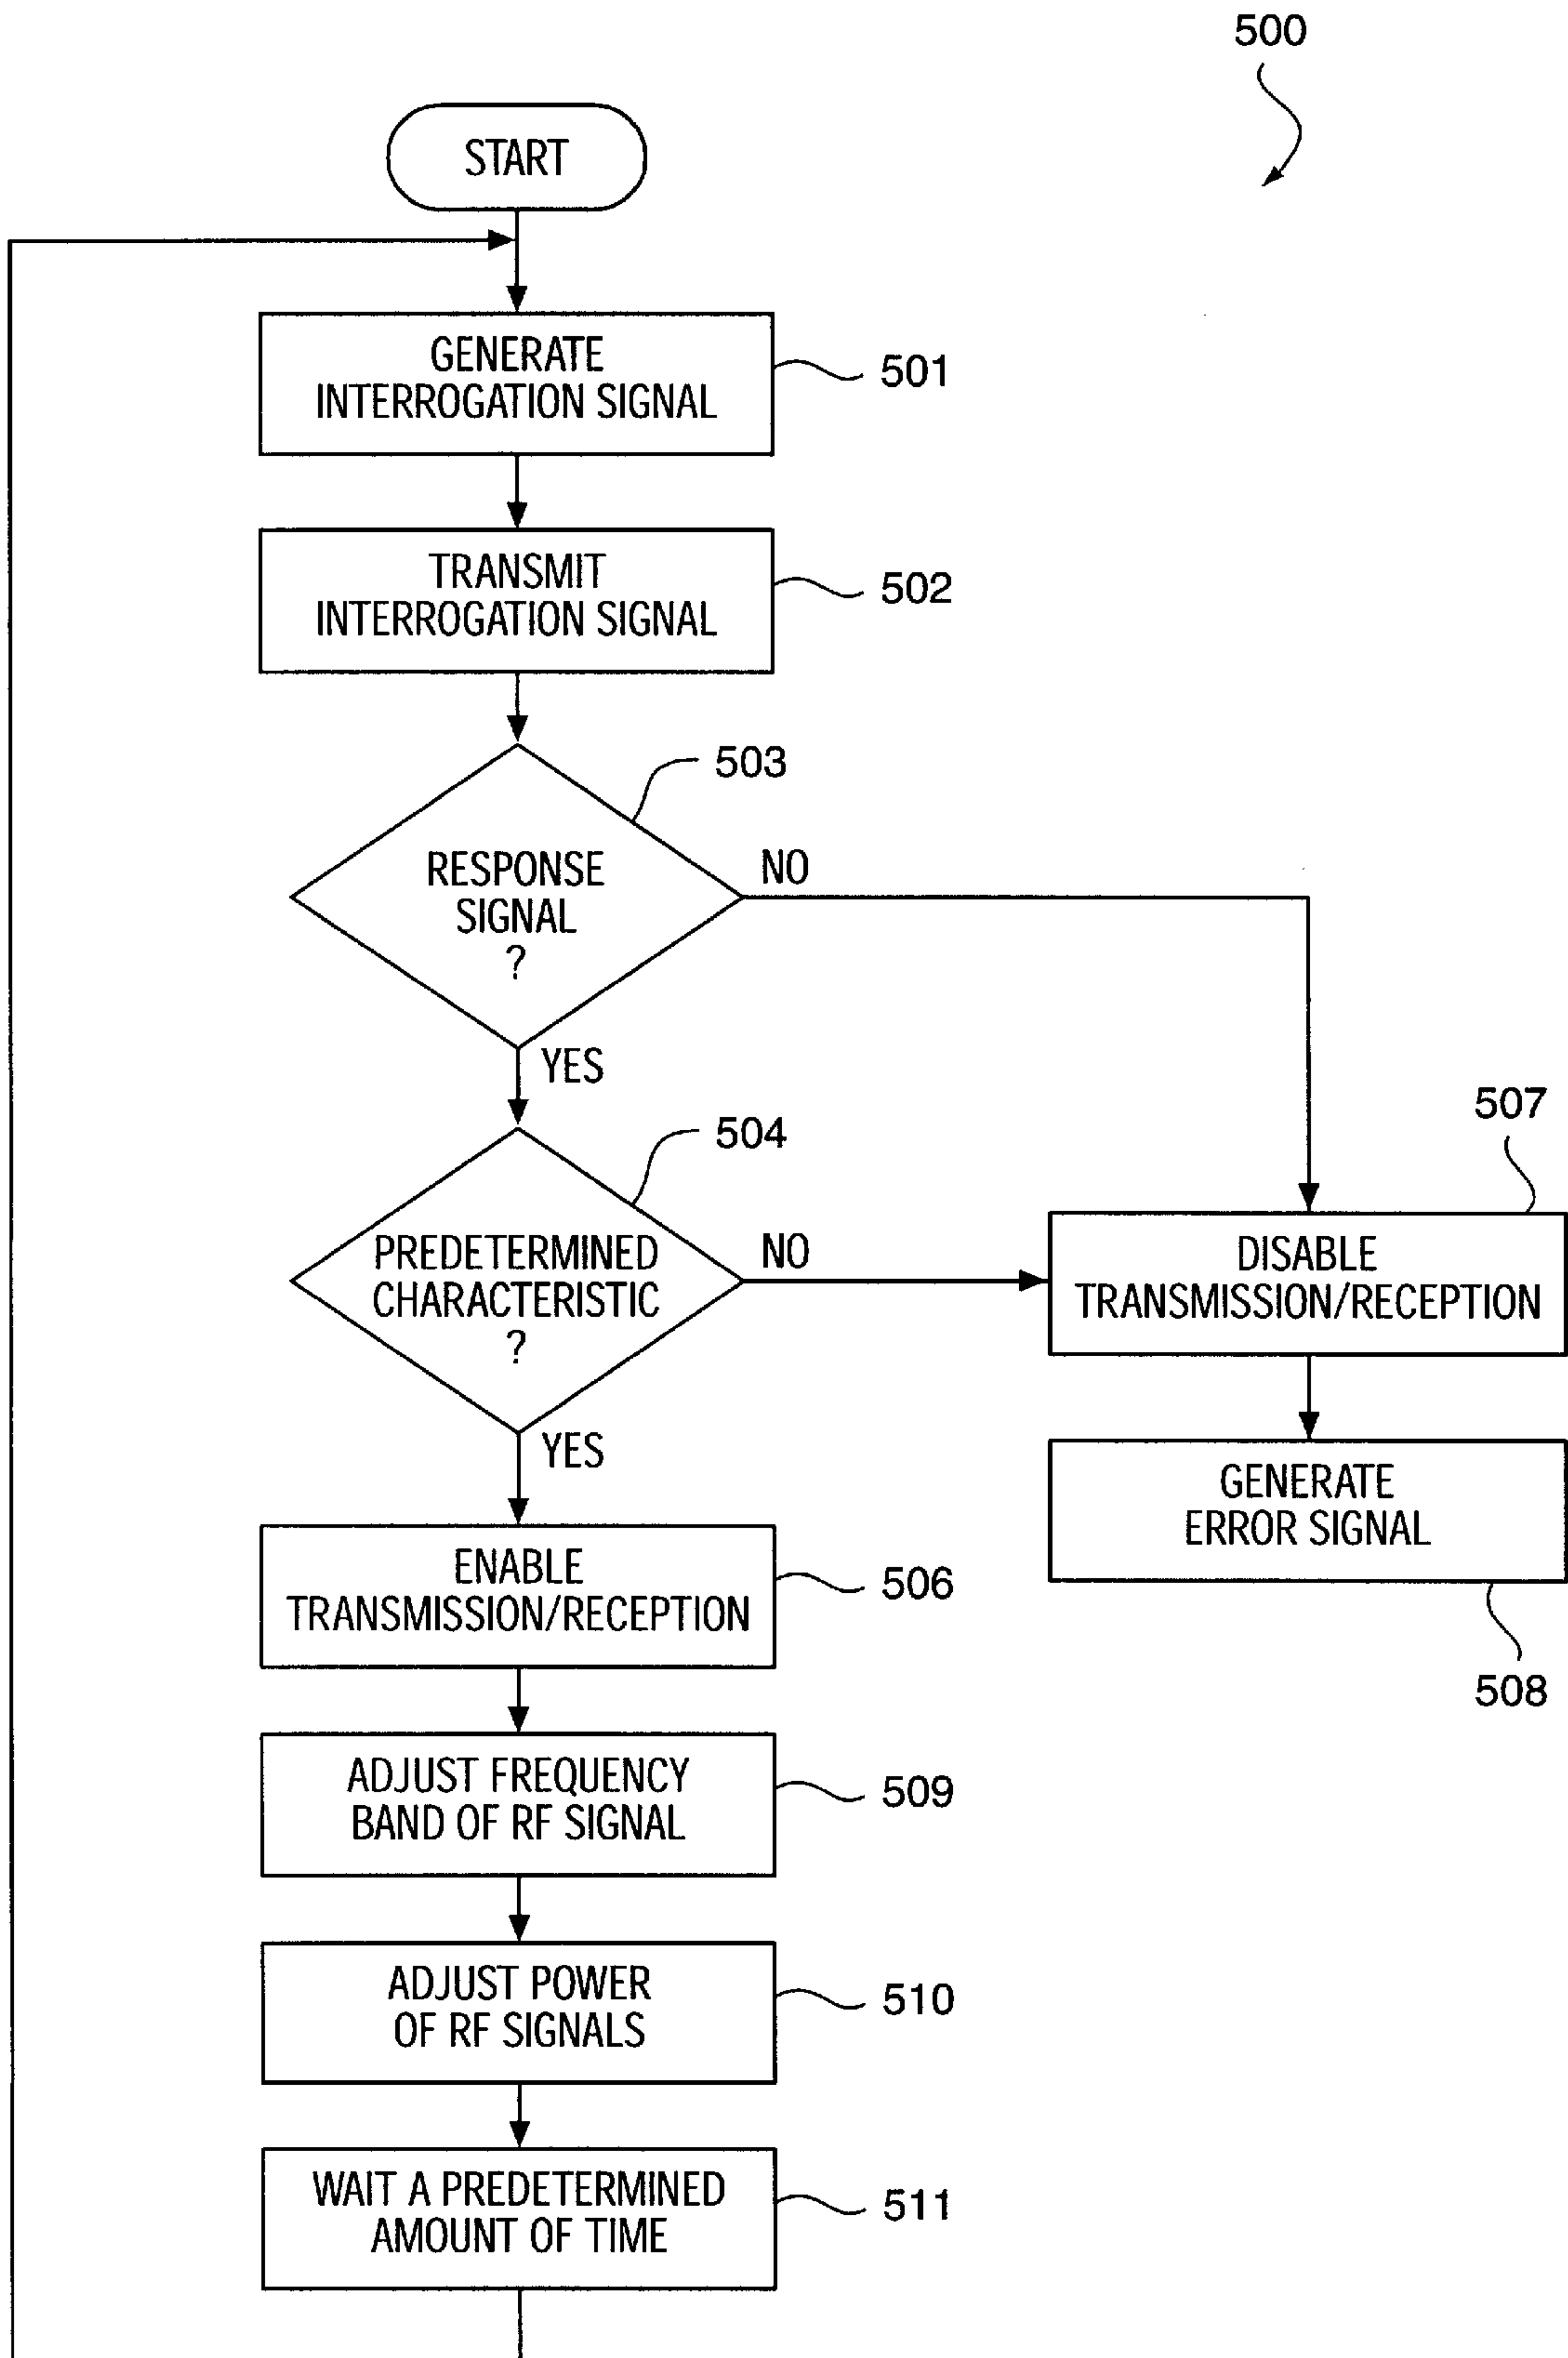 500
START
GENERATE
INTERROGATION SIGNAL
501
TRANSMIT
INTERROGATION SIGNAL
502
503
RESPONSE
SIGNAL
?
NO
YES
504
PREDETERMINED
CHARACTERISTIC
?
NO
YES
507
DISABLE
TRANSMISSION/RECEPTION
GENERATE
ERROR SIGNAL
508
ENABLE
TRANSMISSION/RECEPTION
506
ADJUST FREQUENCY
BAND OF RF SIGNAL
509
ADJUST POWER
OF RF SIGNALS
510
WAIT A PREDETERMINED
AMOUNT OF TIME
511